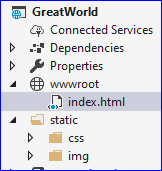 GreatWorld
Connected Services
Dependencies
Properties
wwwroot
index.html
static
css
img